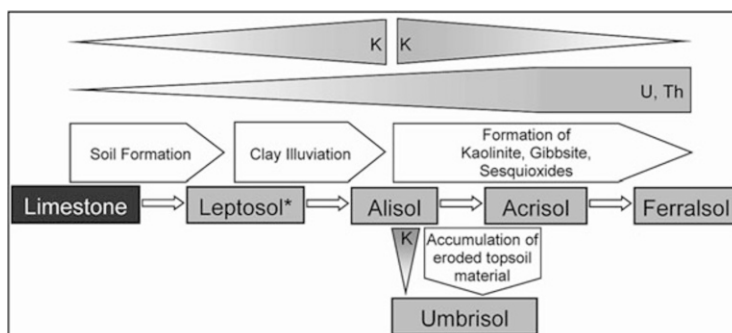 K K
U, Th
Soil Formation
Clay Illuviation
Formation of
Kaolinite, Gibbsite,
Sesquioxides
Limestone
Leptosol*
Alisol
Acrisol
Ferralsol
K
Accumulation of
eroded topsoil
material
Umbrisol